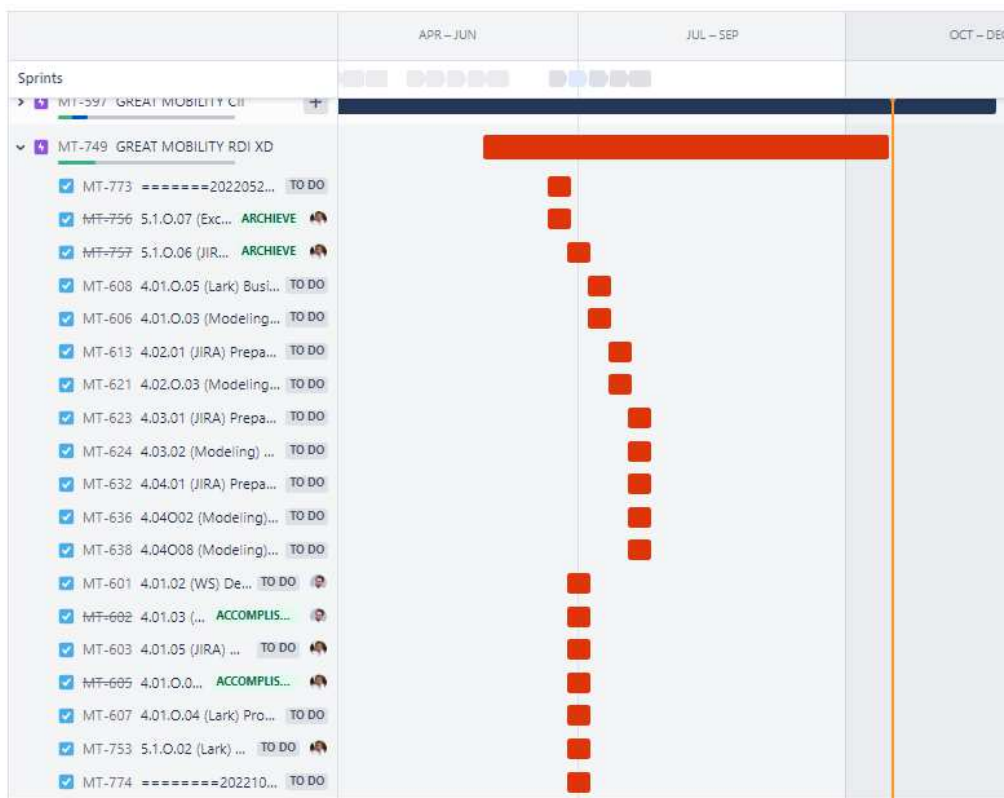 APR – JUN JUL – SEP OCT – DEC
Sprints
MT-597 GREAT MOBILITY CII +
MT-749 GREAT MOBILITY RDI XD
MT-773 =======2022052... TO DO
MT-756 5.1.O.07 (Exc... ARCHIEVE
MT-757 5.1.O.06 (JIR... ARCHIEVE
MT-608 4.01.O.05 (Lark) Busi... TO DO
MT-606 4.01.O.03 (Modeling... TO DO
MT-613 4.02.01 (JIRA) Prepa... TO DO
MT-621 4.02.O.03 (Modeling... TO DO
MT-623 4.03.01 (JIRA) Prepa... TO DO
MT-624 4.03.02 (Modeling) ... TO DO
MT-632 4.04.01 (JIRA) Prepa... TO DO
MT-636 4.04O02 (Modeling)... TO DO
MT-638 4.04O08 (Modeling)... TO DO
MT-601 4.01.02 (WS) De... TO DO
MT-602 4.01.03 (... ACCOMPLIS...
MT-603 4.01.05 (JIRA) ... TO DO
MT-605 4.01.O.0... ACCOMPLIS...
MT-607 4.01.O.04 (Lark) Pro... TO DO
MT-753 5.1.O.02 (Lark) ... TO DO
MT-774 ========202210... TO DO